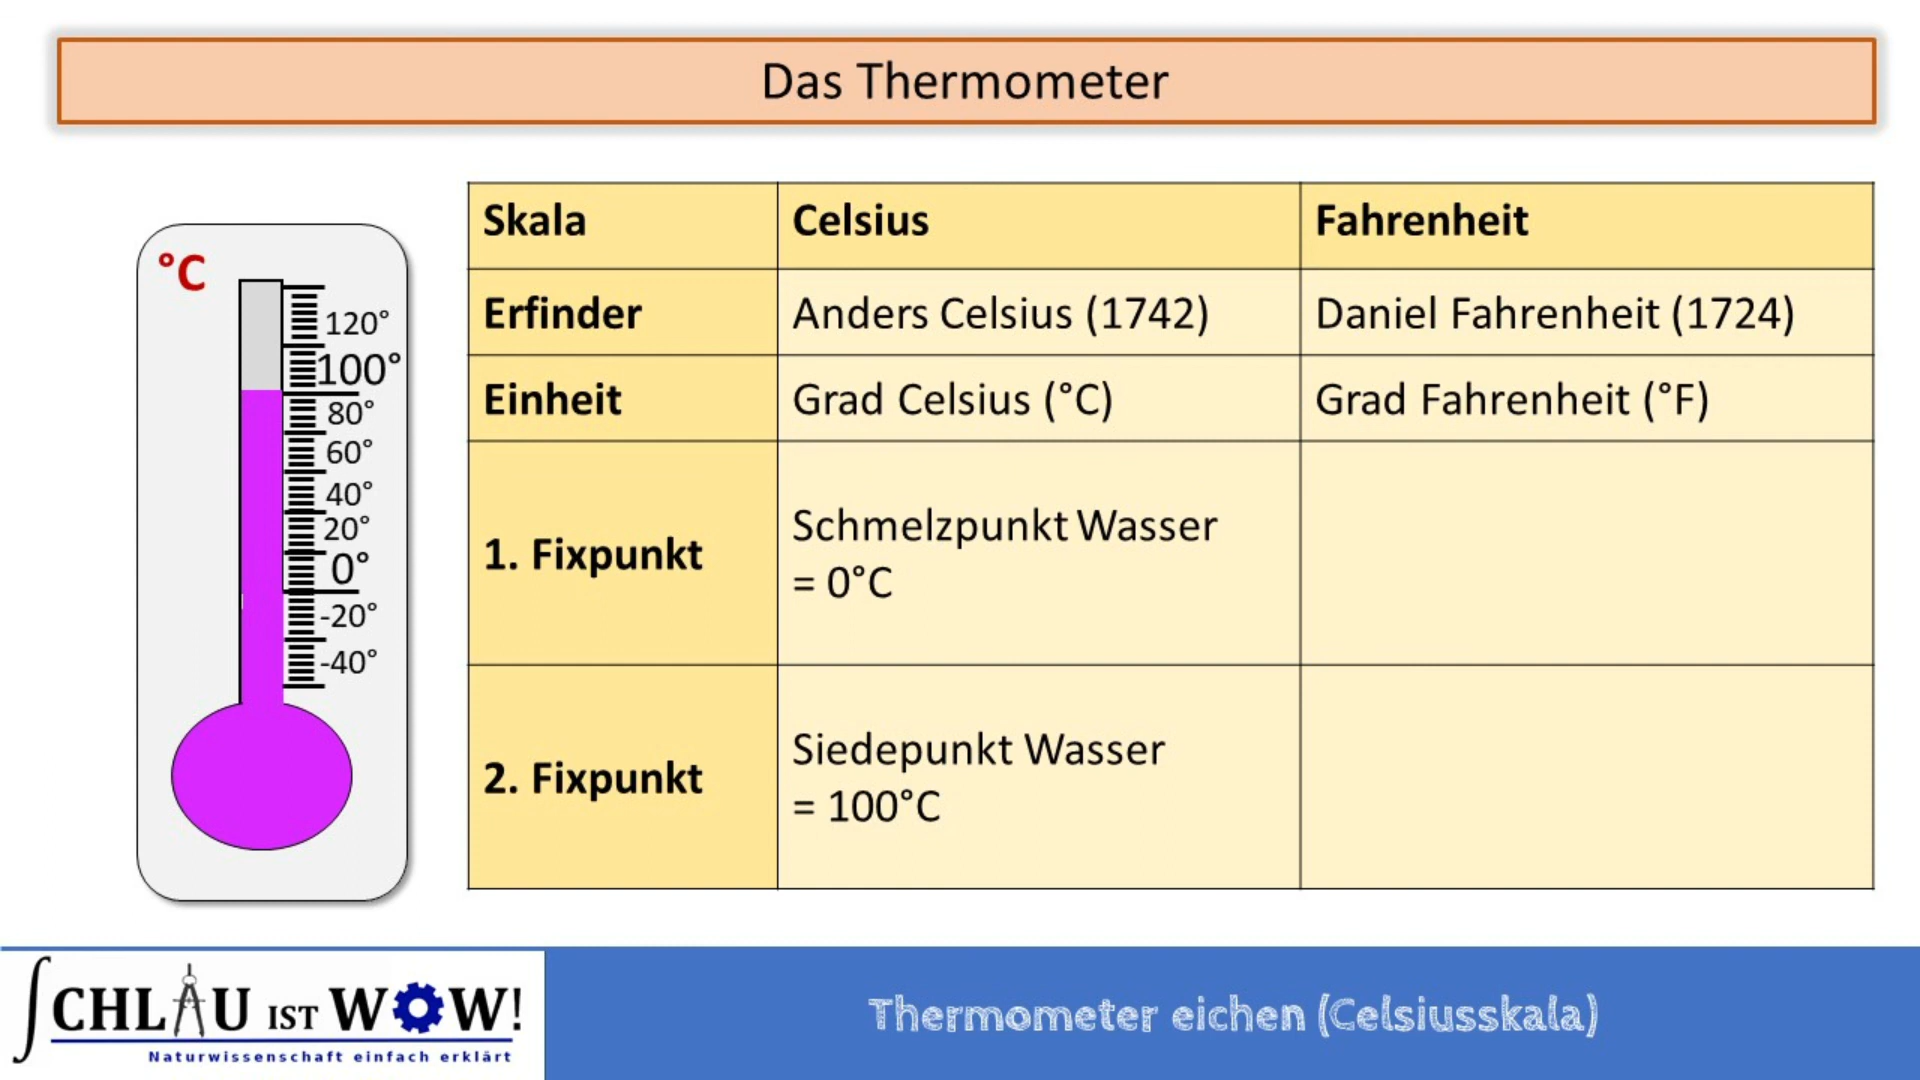 Das Thermometer
°C
120°
100°
80°
60°
40°
20°
0°
-20°
-40°
Skala Celsius Fahrenheit
Erfinder Anders Celsius (1742) Daniel Fahrenheit (1724)
Einheit Grad Celsius (°C) Grad Fahrenheit (°F)
1. Fixpunkt Schmelzpunkt Wasser
= 0°C
2. Fixpunkt Siedepunkt Wasser
= 100°C
SCHLAU IST WOW!
Naturwissenschaft einfach erklärt
Thermometer eichen (Celsiusskala)